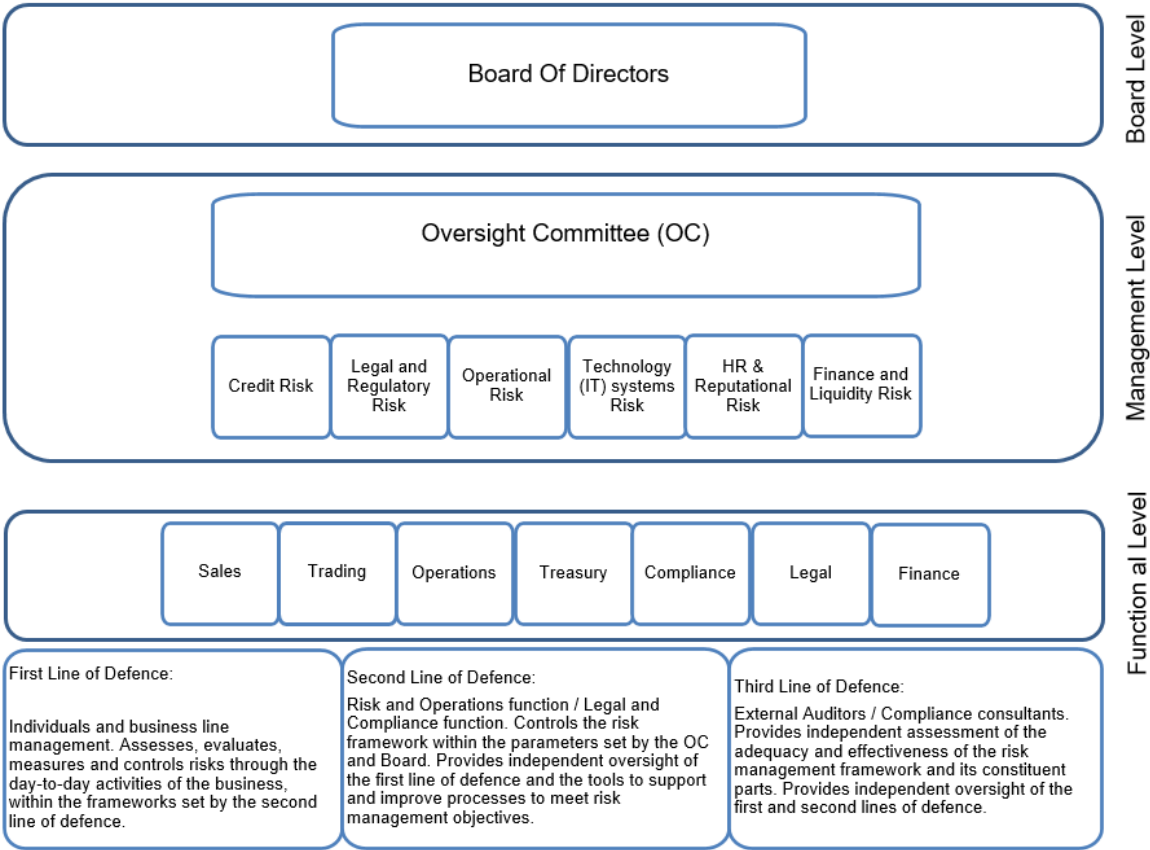 Board Of Directors
Board Level
Oversight Committee (OC)
Management Level
Credit Risk
Legal and
Regulatory
Risk
Operational
Risk
Technology
(IT) systems
Risk
HR &
Reputational
Risk
Finance and
Liquidity Risk
Sales
Trading
Operations
Treasury
Compliance
Legal
Finance
Function al Level
First Line of Defence:
Individuals and business line
management. Assesses, evaluates,
measures and controls risks through the
day-to-day activities of the business,
within the frameworks set by the second
line of defence.
Second Line of Defence:
Risk and Operations function / Legal and
Compliance function. Controls the risk
framework within the parameters set by the OC
and Board. Provides independent oversight of
the first line of defence and the tools to support
and improve processes to meet risk
management objectives.
Third Line of Defence:
External Auditors / Compliance consultants.
Provides independent assessment of the
adequacy and effectiveness of the risk
management framework and its constituent
parts. Provides independent oversight of the
first and second lines of defence.